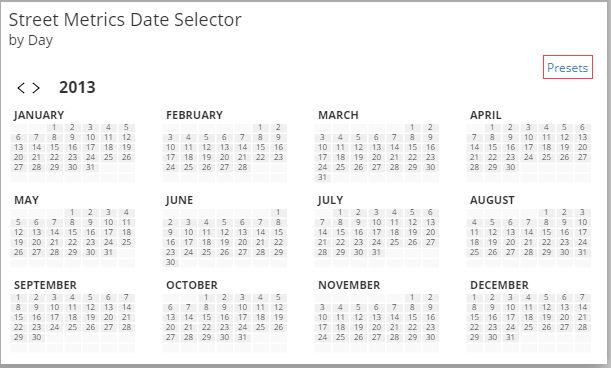 Street Metrics Date Selector
by Day
Presets
< > 2013
JANUARY
1 2 3 4 5
6 7 8 9 10 11 12
13 14 15 16 17 18 19
20 21 22 23 24 25 26
27 28 29 30 31
FEBRUARY
1 2
3 4 5 6 7 8 9
10 11 12 13 14 15 16
17 18 19 20 21 22 23
24 25 26 27 28
MARCH
1 2
3 4 5 6 7 8 9
10 11 12 13 14 15 16
17 18 19 20 21 22 23
24 25 26 27 28 29 30
31
APRIL
1 2 3 4 5 6
7 8 9 10 11 12 13
14 15 16 17 18 19 20
21 22 23 24 25 26 27
28 29 30
MAY
1 2 3 4
5 6 7 8 9 10 11
12 13 14 15 16 17 18
19 20 21 22 23 24 25
26 27 28 29 30 31
JUNE
1
2 3 4 5 6 7 8
9 10 11 12 13 14 15
16 17 18 19 20 21 22
23 24 25 26 27 28 29
30
JULY
1 2 3 4 5 6
7 8 9 10 11 12 13
14 15 16 17 18 19 20
21 22 23 24 25 26 27
28 29 30 31
AUGUST
1 2 3
4 5 6 7 8 9 10
11 12 13 14 15 16 17
18 19 20 21 22 23 24
25 26 27 28 29 30 31
SEPTEMBER
1 2 3 4 5 6 7
8 9 10 11 12 13 14
15 16 17 18 19 20 21
22 23 24 25 26 27 28
29 30
OCTOBER
1 2 3 4 5
6 7 8 9 10 11 12
13 14 15 16 17 18 19
20 21 22 23 24 25 26
27 28 29 30 31
NOVEMBER
1 2
3 4 5 6 7 8 9
10 11 12 13 14 15 16
17 18 19 20 21 22 23
24 25 26 27 28 29 30
DECEMBER
1 2 3 4 5 6 7
8 9 10 11 12 13 14
15 16 17 18 19 20 21
22 23 24 25 26 27 28
29 30 31